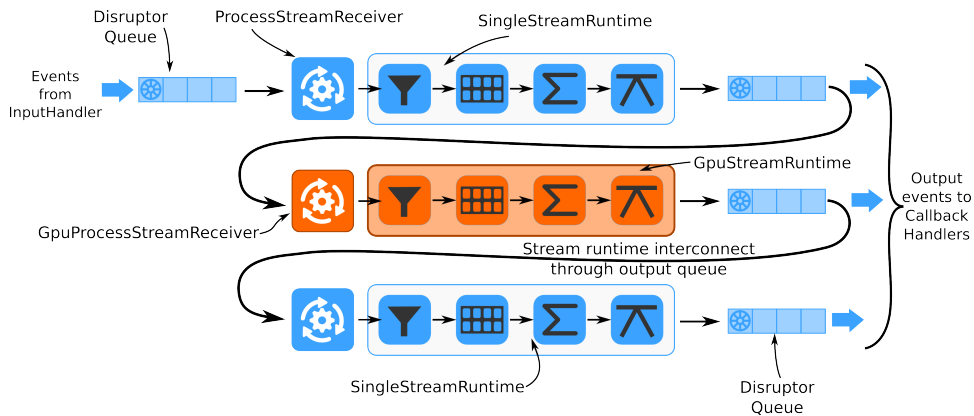 Disruptor
Queue
ProcessStreamReceiver
SingleStreamRuntime
Events
from
InputHandler
GpuStreamRuntime
GpuProcessStreamReceiver
Output
events to
Callback
Handlers
Stream runtime interconnect
through output queue
SingleStreamRuntime
Disruptor
Queue